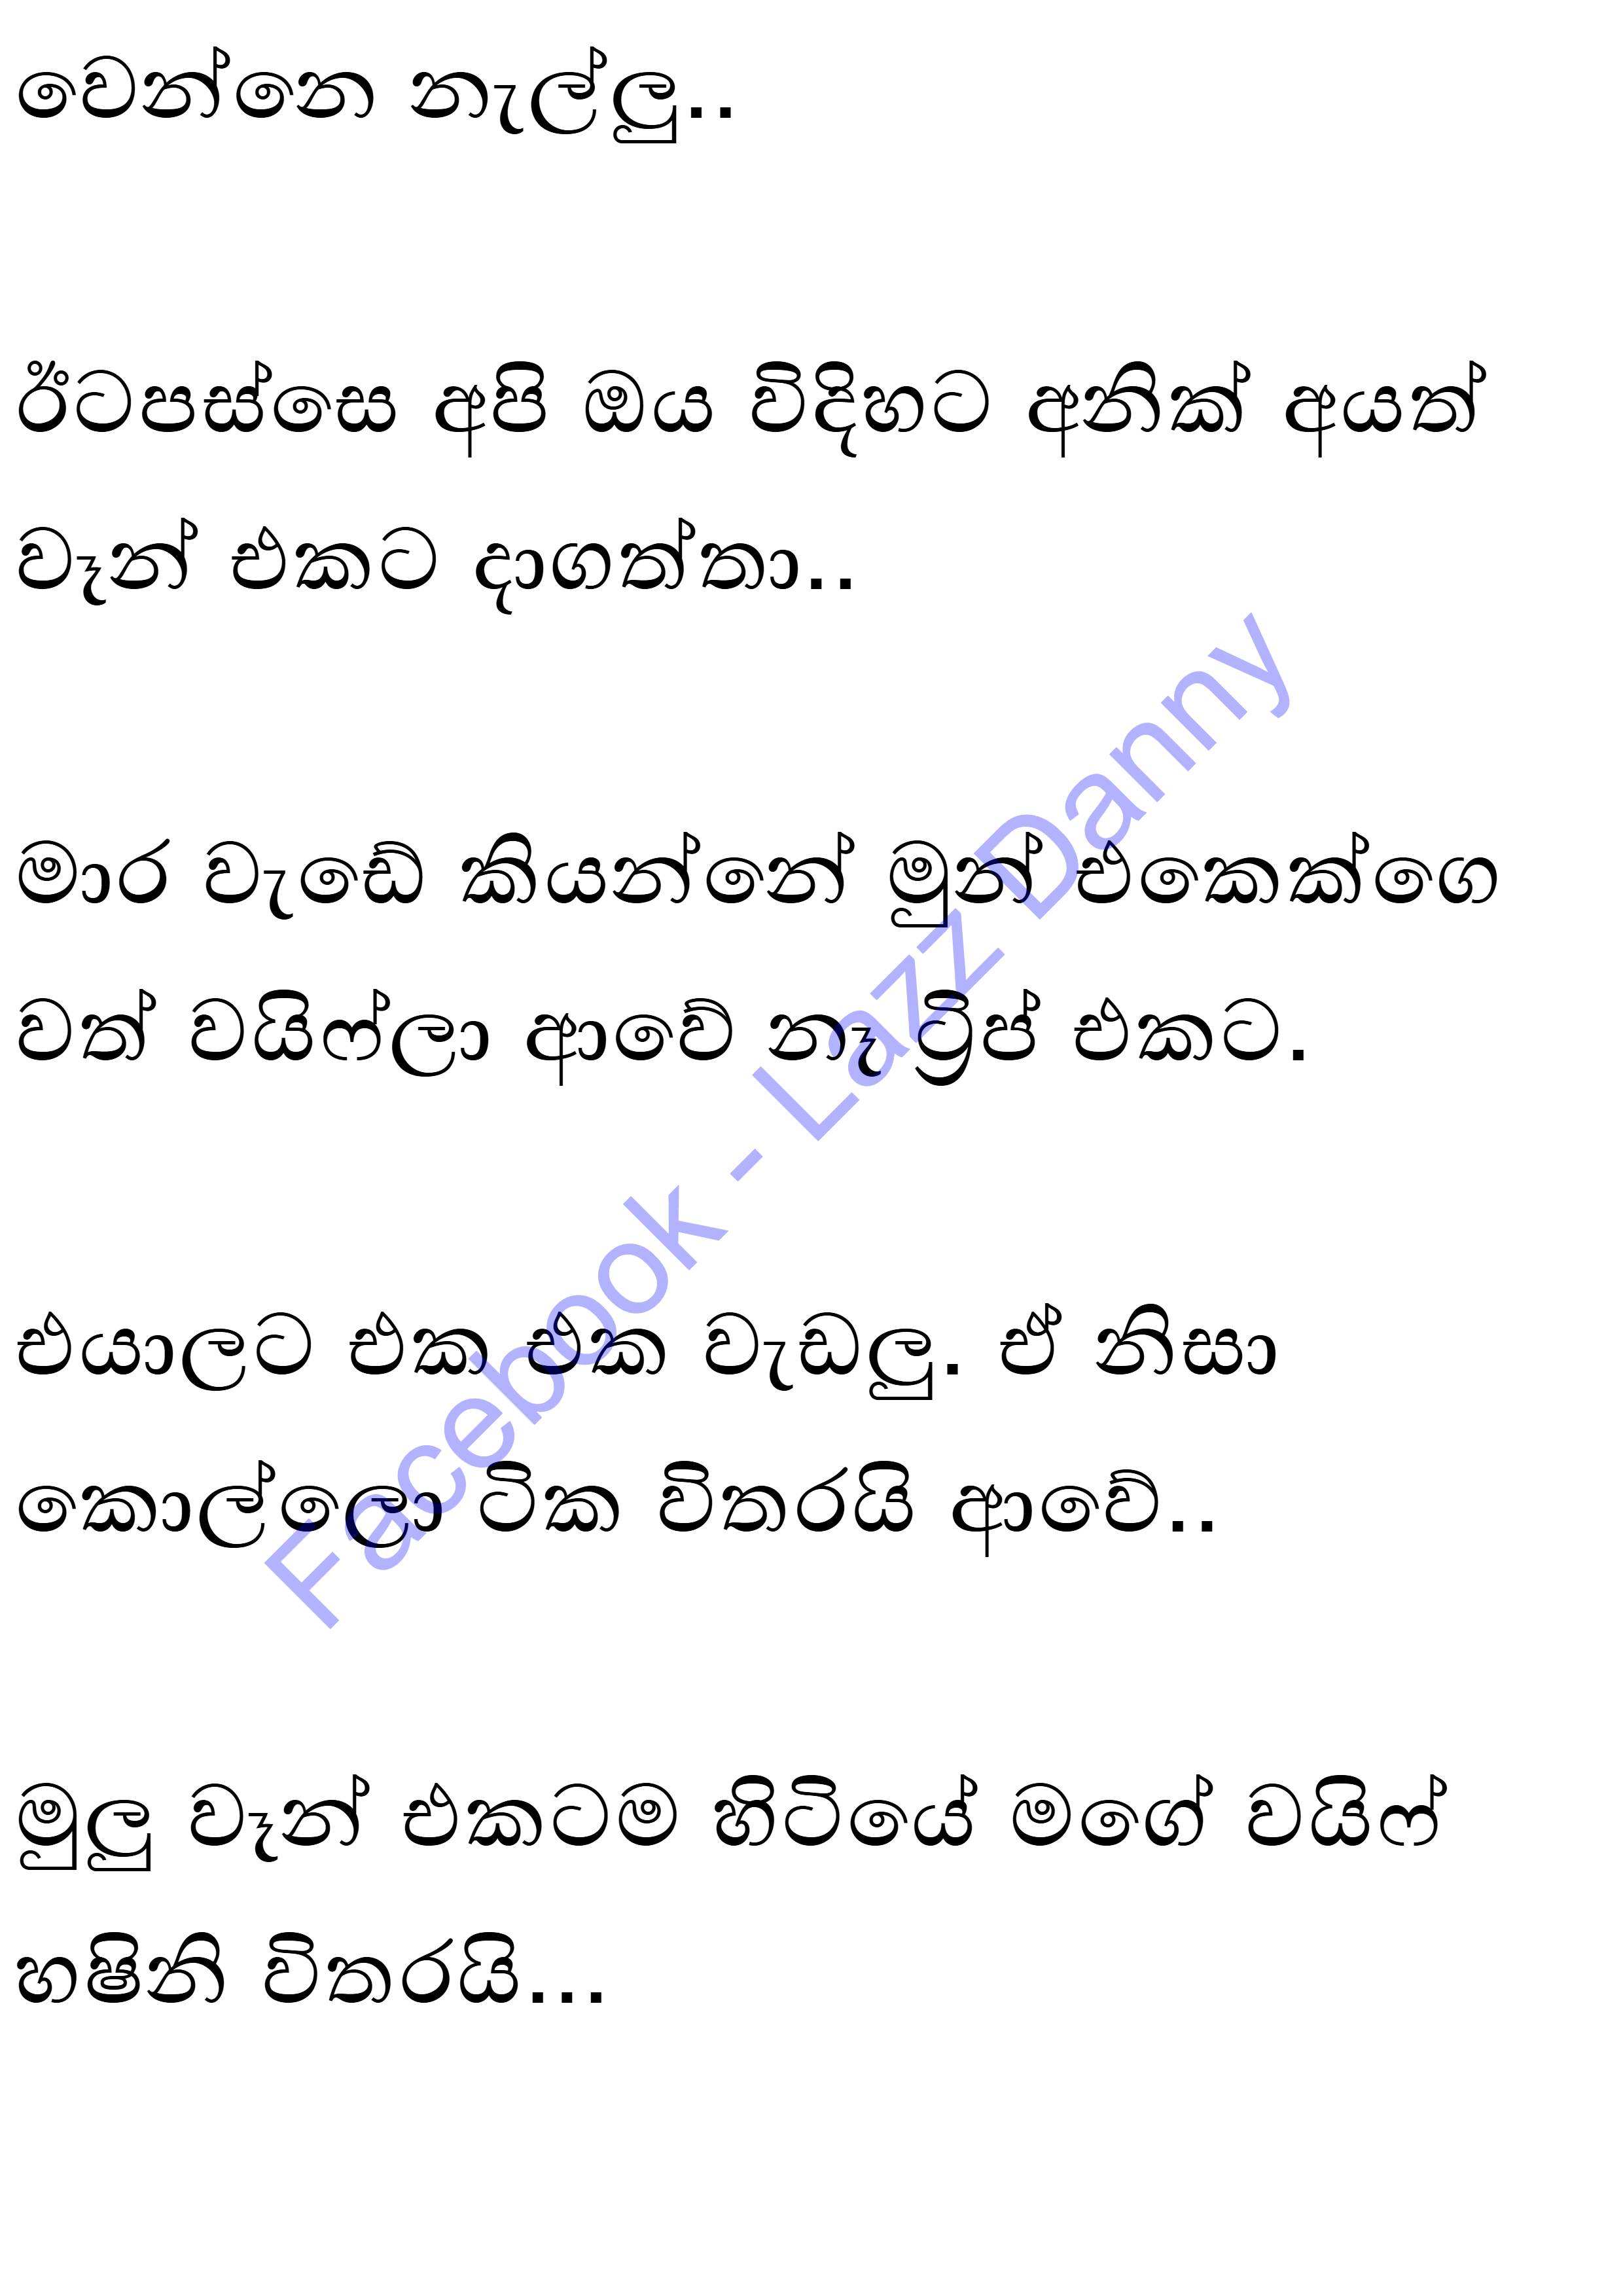 වෙන්නෙ නැල්ලු..
ඊටපස්සෙ අපි ඔය විදිහට අනික් අයත්
වෑන් එකට දාගත්තා..
මාර වැඩේ කියන්නේ මුන් එකෙක්ගෙ
වත් වයිෆ්ලා ආවේ නෑ ට්‍රිප් එකට.
එයාලට එක එක වැඩලු. ඒ නිසා
කොල්ලො ටික විතරයි ආවේ..
මුලු වෑන් එකටම හිටියේ මගේ වයිෆ්
හෂිනි විතරයි...
Facebook - Lazz Danny